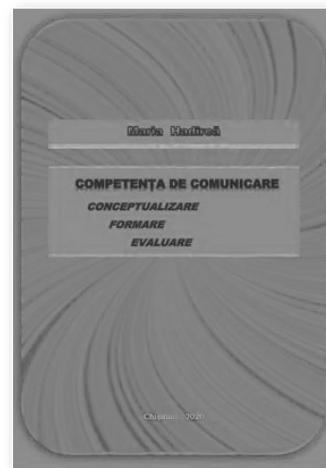 Maria Hadîrcă
COMPETENȚA DE COMUNICARE
CONCEPTUALIZARE
FORMARE
EVALUARE
Chișinău 2020